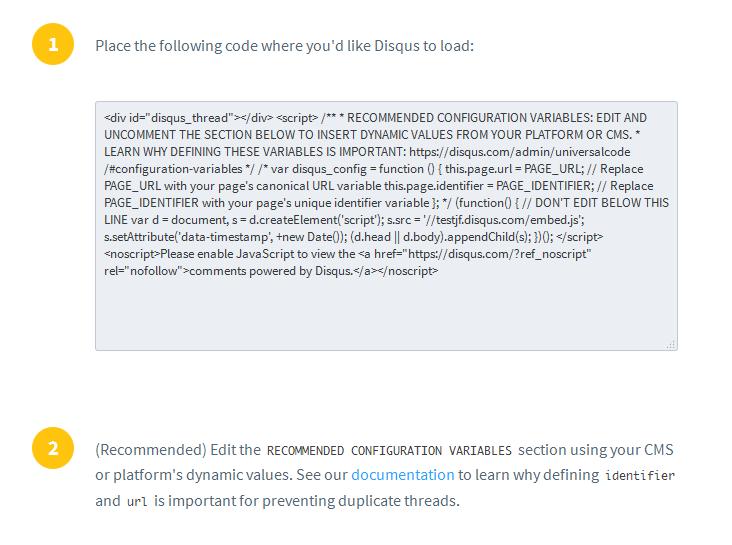 1
Place the following code where you'd like Disqus to load:
<div id="disqus_thread"></div> <script> /** * RECOMMENDED CONFIGURATION VARIABLES: EDIT AND
UNCOMMENT THE SECTION BELOW TO INSERT DYNAMIC VALUES FROM YOUR PLATFORM OR CMS. *
LEARN WHY DEFINING THESE VARIABLES IS IMPORTANT: https://disqus.com/admin/universalcode
/#configuration-variables */ /* var disqus_config = function () { this.page.url = PAGE_URL; // Replace
PAGE_URL with your page's canonical URL variable this.page.identifier = PAGE_IDENTIFIER; // Replace
PAGE_IDENTIFIER with your page's unique identifier variable }; */ (function() { // DON'T EDIT BELOW THIS
LINE var d = document, s = d.createElement('script'); s.src = '//testjf.disqus.com/embed.js';
s.setAttribute('data-timestamp', +new Date()); (d.head || d.body).appendChild(s); })(); </script>
<noscript>Please enable JavaScript to view the <a href="https://disqus.com/?ref_noscript"
rel="nofollow">comments powered by Disqus.</a></noscript>
2
(Recommended) Edit the RECOMMENDED CONFIGURATION VARIABLES section using your CMS
or platform's dynamic values. See our documentation to learn why defining identifier
and url is important for preventing duplicate threads.